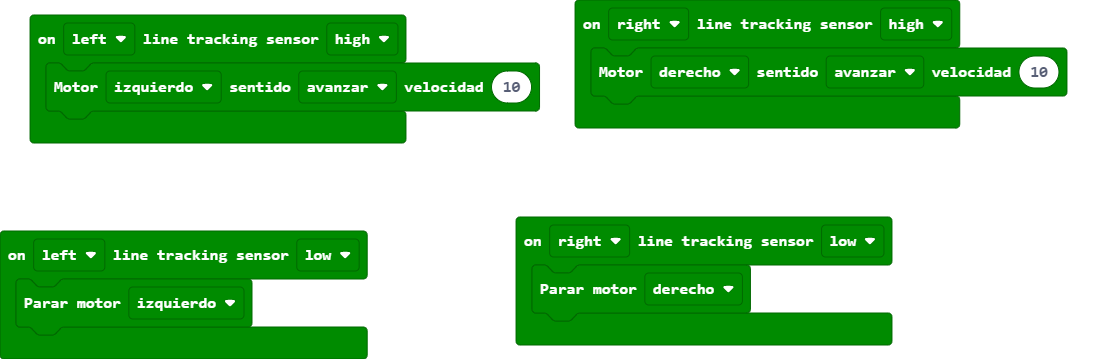 on left line tracking sensor high
Motor izquierdo sentido avanzar velocidad 10
on right line tracking sensor high
Motor derecho sentido avanzar velocidad 10
on left line tracking sensor low
Parar motor izquierdo
on right line tracking sensor low
Parar motor derecho